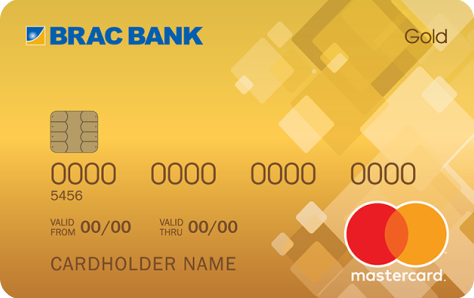 BRAC BANK
Gold
0000 0000 0000 0000
5456
VALID FROM 00/00 VALID THRU 00/00
CARDHOLDER NAME
mastercard.